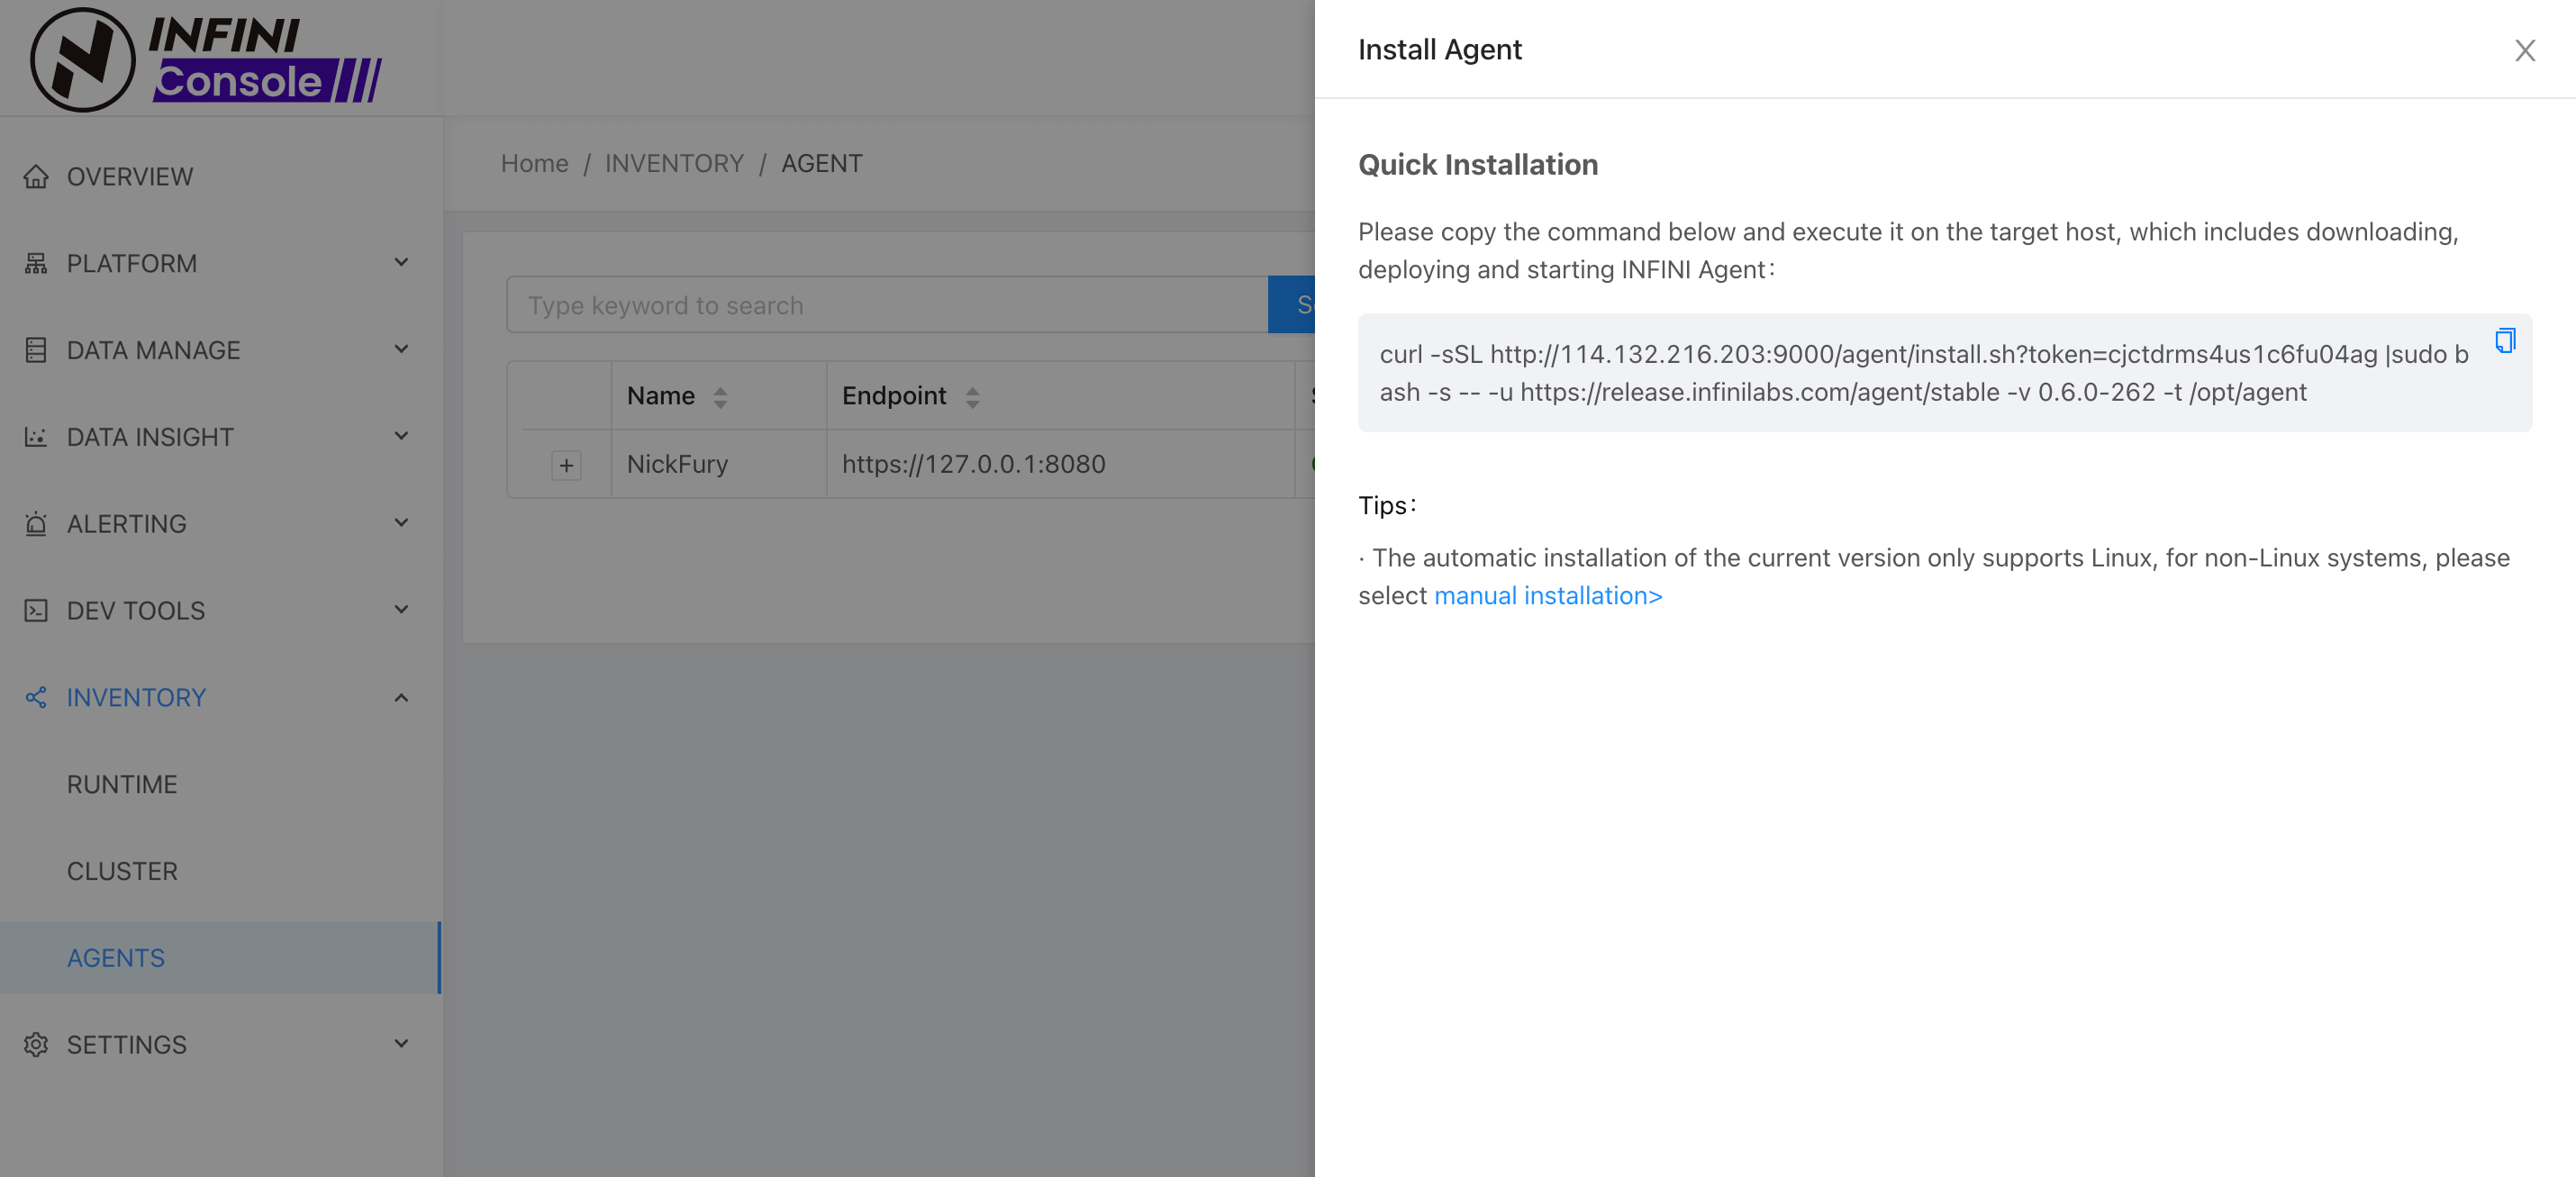 INFINI
Console
OVERVIEW
PLATFORM
DATA MANAGE
DATA INSIGHT
ALERTING
DEV TOOLS
INVENTORY
RUNTIME
CLUSTER
AGENTS
SETTINGS
Home / INVENTORY / AGENT
Type keyword to search
Name Endpoint
NickFury https://127.0.0.1:8080
Install Agent
Quick Installation
Please copy the command below and execute it on the target host, which includes downloading,
deploying and starting INFINI Agent：
curl -sSL http://114.132.216.203:9000/agent/install.sh?token=cjctdrms4us1c6fu04ag |sudo b
ash -s -- -u https://release.infinilabs.com/agent/stable -v 0.6.0-262 -t /opt/agent
Tips：
· The automatic installation of the current version only supports Linux, for non-Linux systems, please
select manual installation>